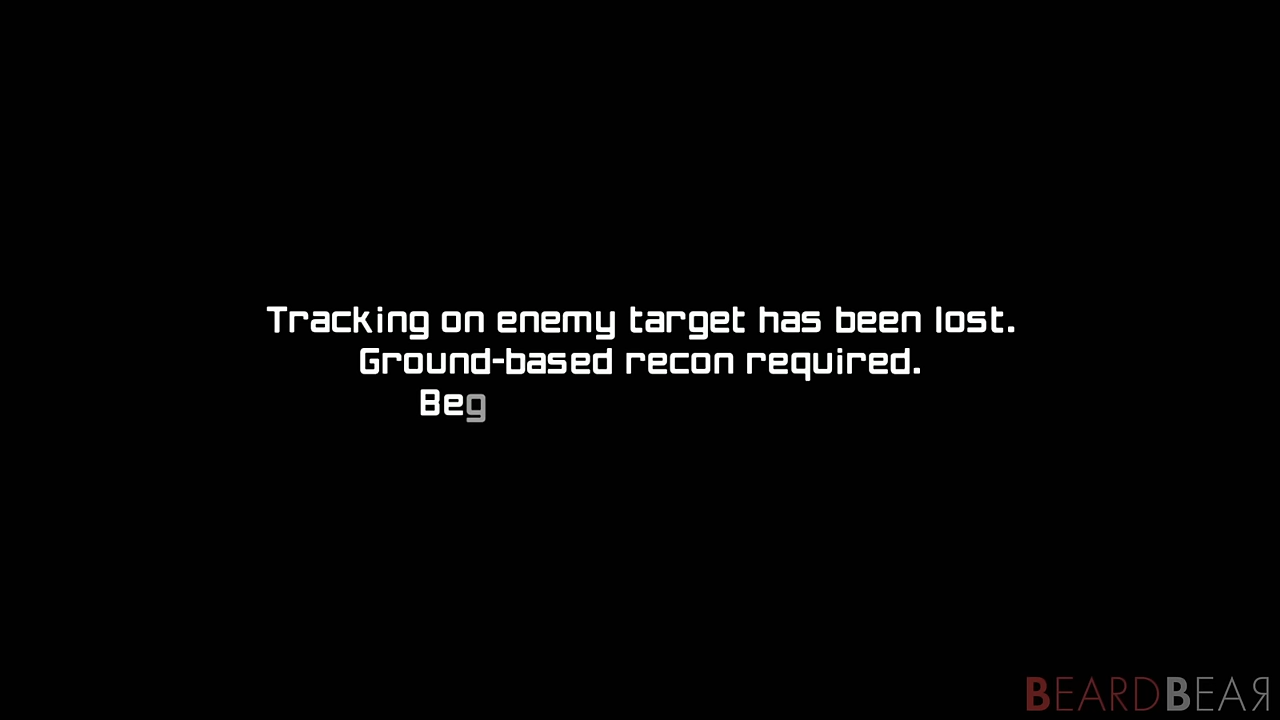 Tracking on enemy target has been lost.
Ground-based recon required.
Beg
BEARDBEAR